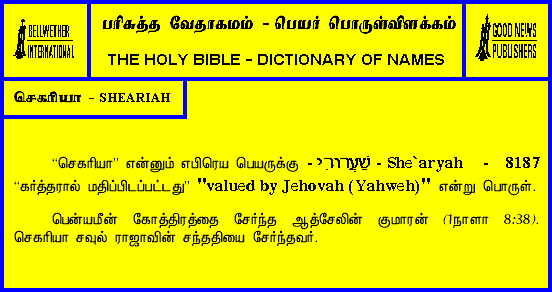 BELLWETHER
INTERNATIONAL
பரிசுத்த வேதாகமம் - பெயர் பொருள்விளக்கம்
THE HOLY BIBLE - DICTIONARY OF NAMES
GOOD NEWS
PUBLISHERS
செகரியா - SHEARIAH
“செகரியா” என்னும் எபிரெய பெயருக்கு - שַׁעֲרוּרִי - She`aryah - 8187
“கர்த்தரால் மதிப்பிடப்பட்டது” "valued by Jehovah (Yahweh)" என்று பொருள்.
பென்யமீன் கோத்திரத்தை சேர்ந்த ஆத்சேலின் குமாரன் (1நாளா 8:38).
செகரியா சவுல் ராஜாவின் சந்ததியை சேர்ந்தவர்.